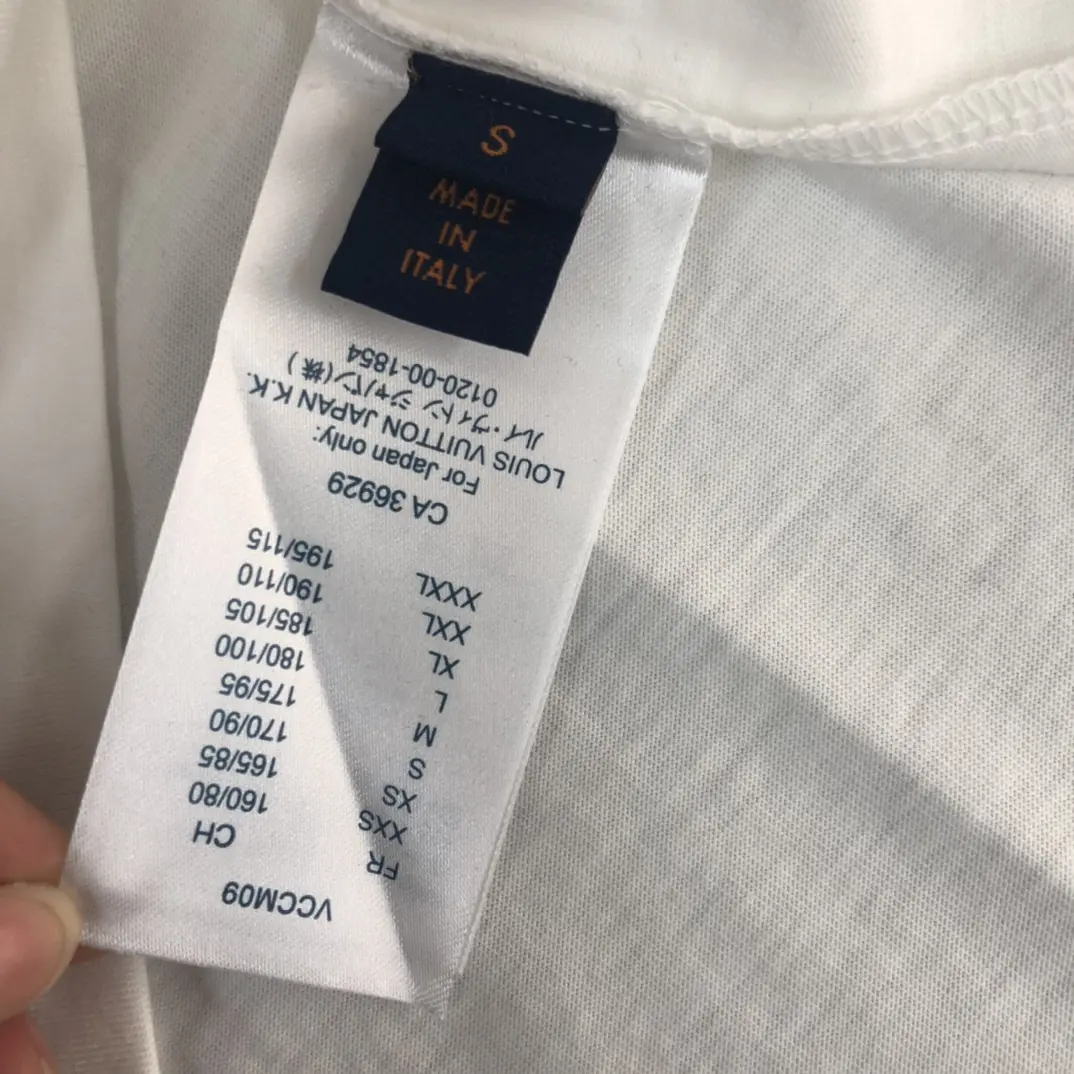 S
MADE
IN
ITALY
VCCM09
FR CH
XXS 160/80
XS 165/85
S 170/90
M 175/95
L 180/100
XL 185/105
XXL 190/110
XXXL 195/115
CA 36929
For Japan only:
LOUIS VUITTON JAPAN K.K.
ルイ・ヴィトン ジャパン(株)
0120-00-1854